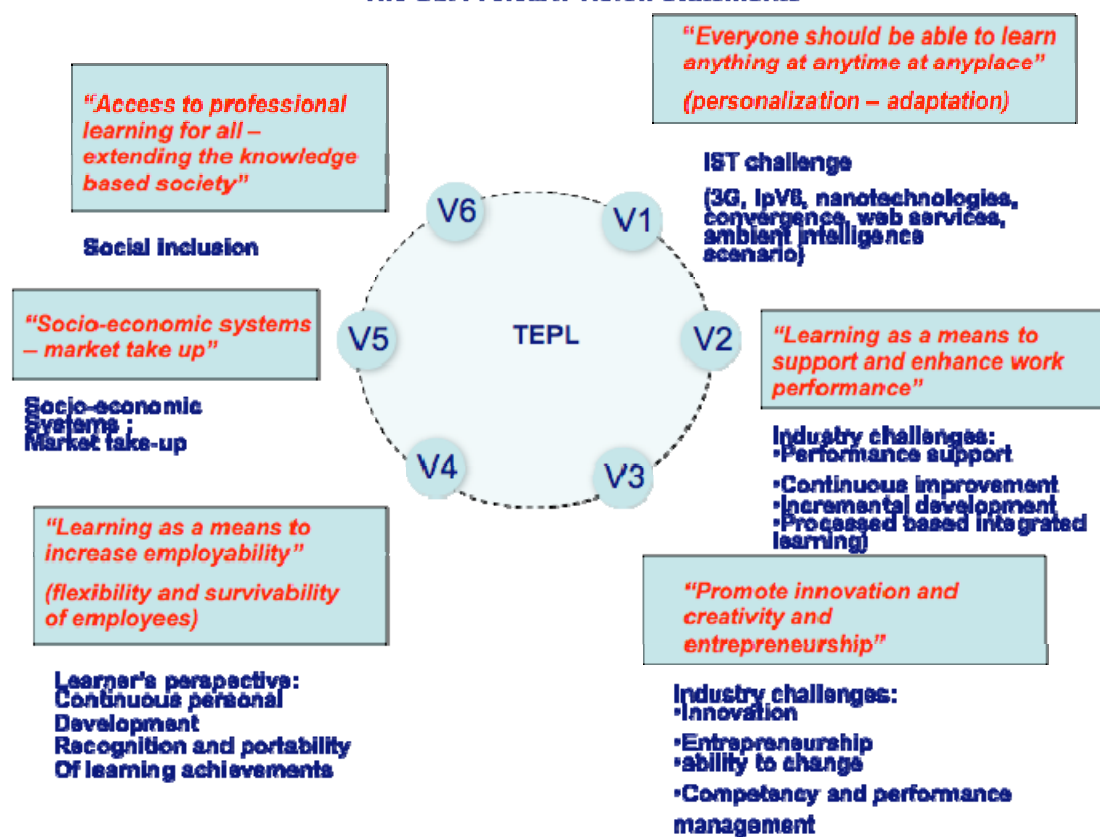 "Everyone should be able to learn
anything at anytime at anyplace"
(personalization – adaptation)
IST challenge
(3G, IpV6, nanotechnologies,
convergence, web services,
ambient intelligence
scenario)
"Access to professional
learning for all –
extending the knowledge
based society"
Social inclusion
V6
V1
V5
TEPL
V2
V4
V3
"Socio-economic systems
– market take up"
Socio-economic
Systems ;
Market take-up
"Learning as a means to
support and enhance work
performance"
Industry challenges:
•Performance support
•Continuous improvement
•Incremental development
•Processed based integrated
learning)
"Learning as a means to
increase employability"
(flexibility and survivability
of employees)
Learner's perspective:
Continuous personal
Development
Recognition and portability
Of learning achievements
"Promote innovation and
creativity and
entrepreneurship"
Industry challenges:
•Innovation
•Entrepreneurship
•ability to change
•Competency and performance
management